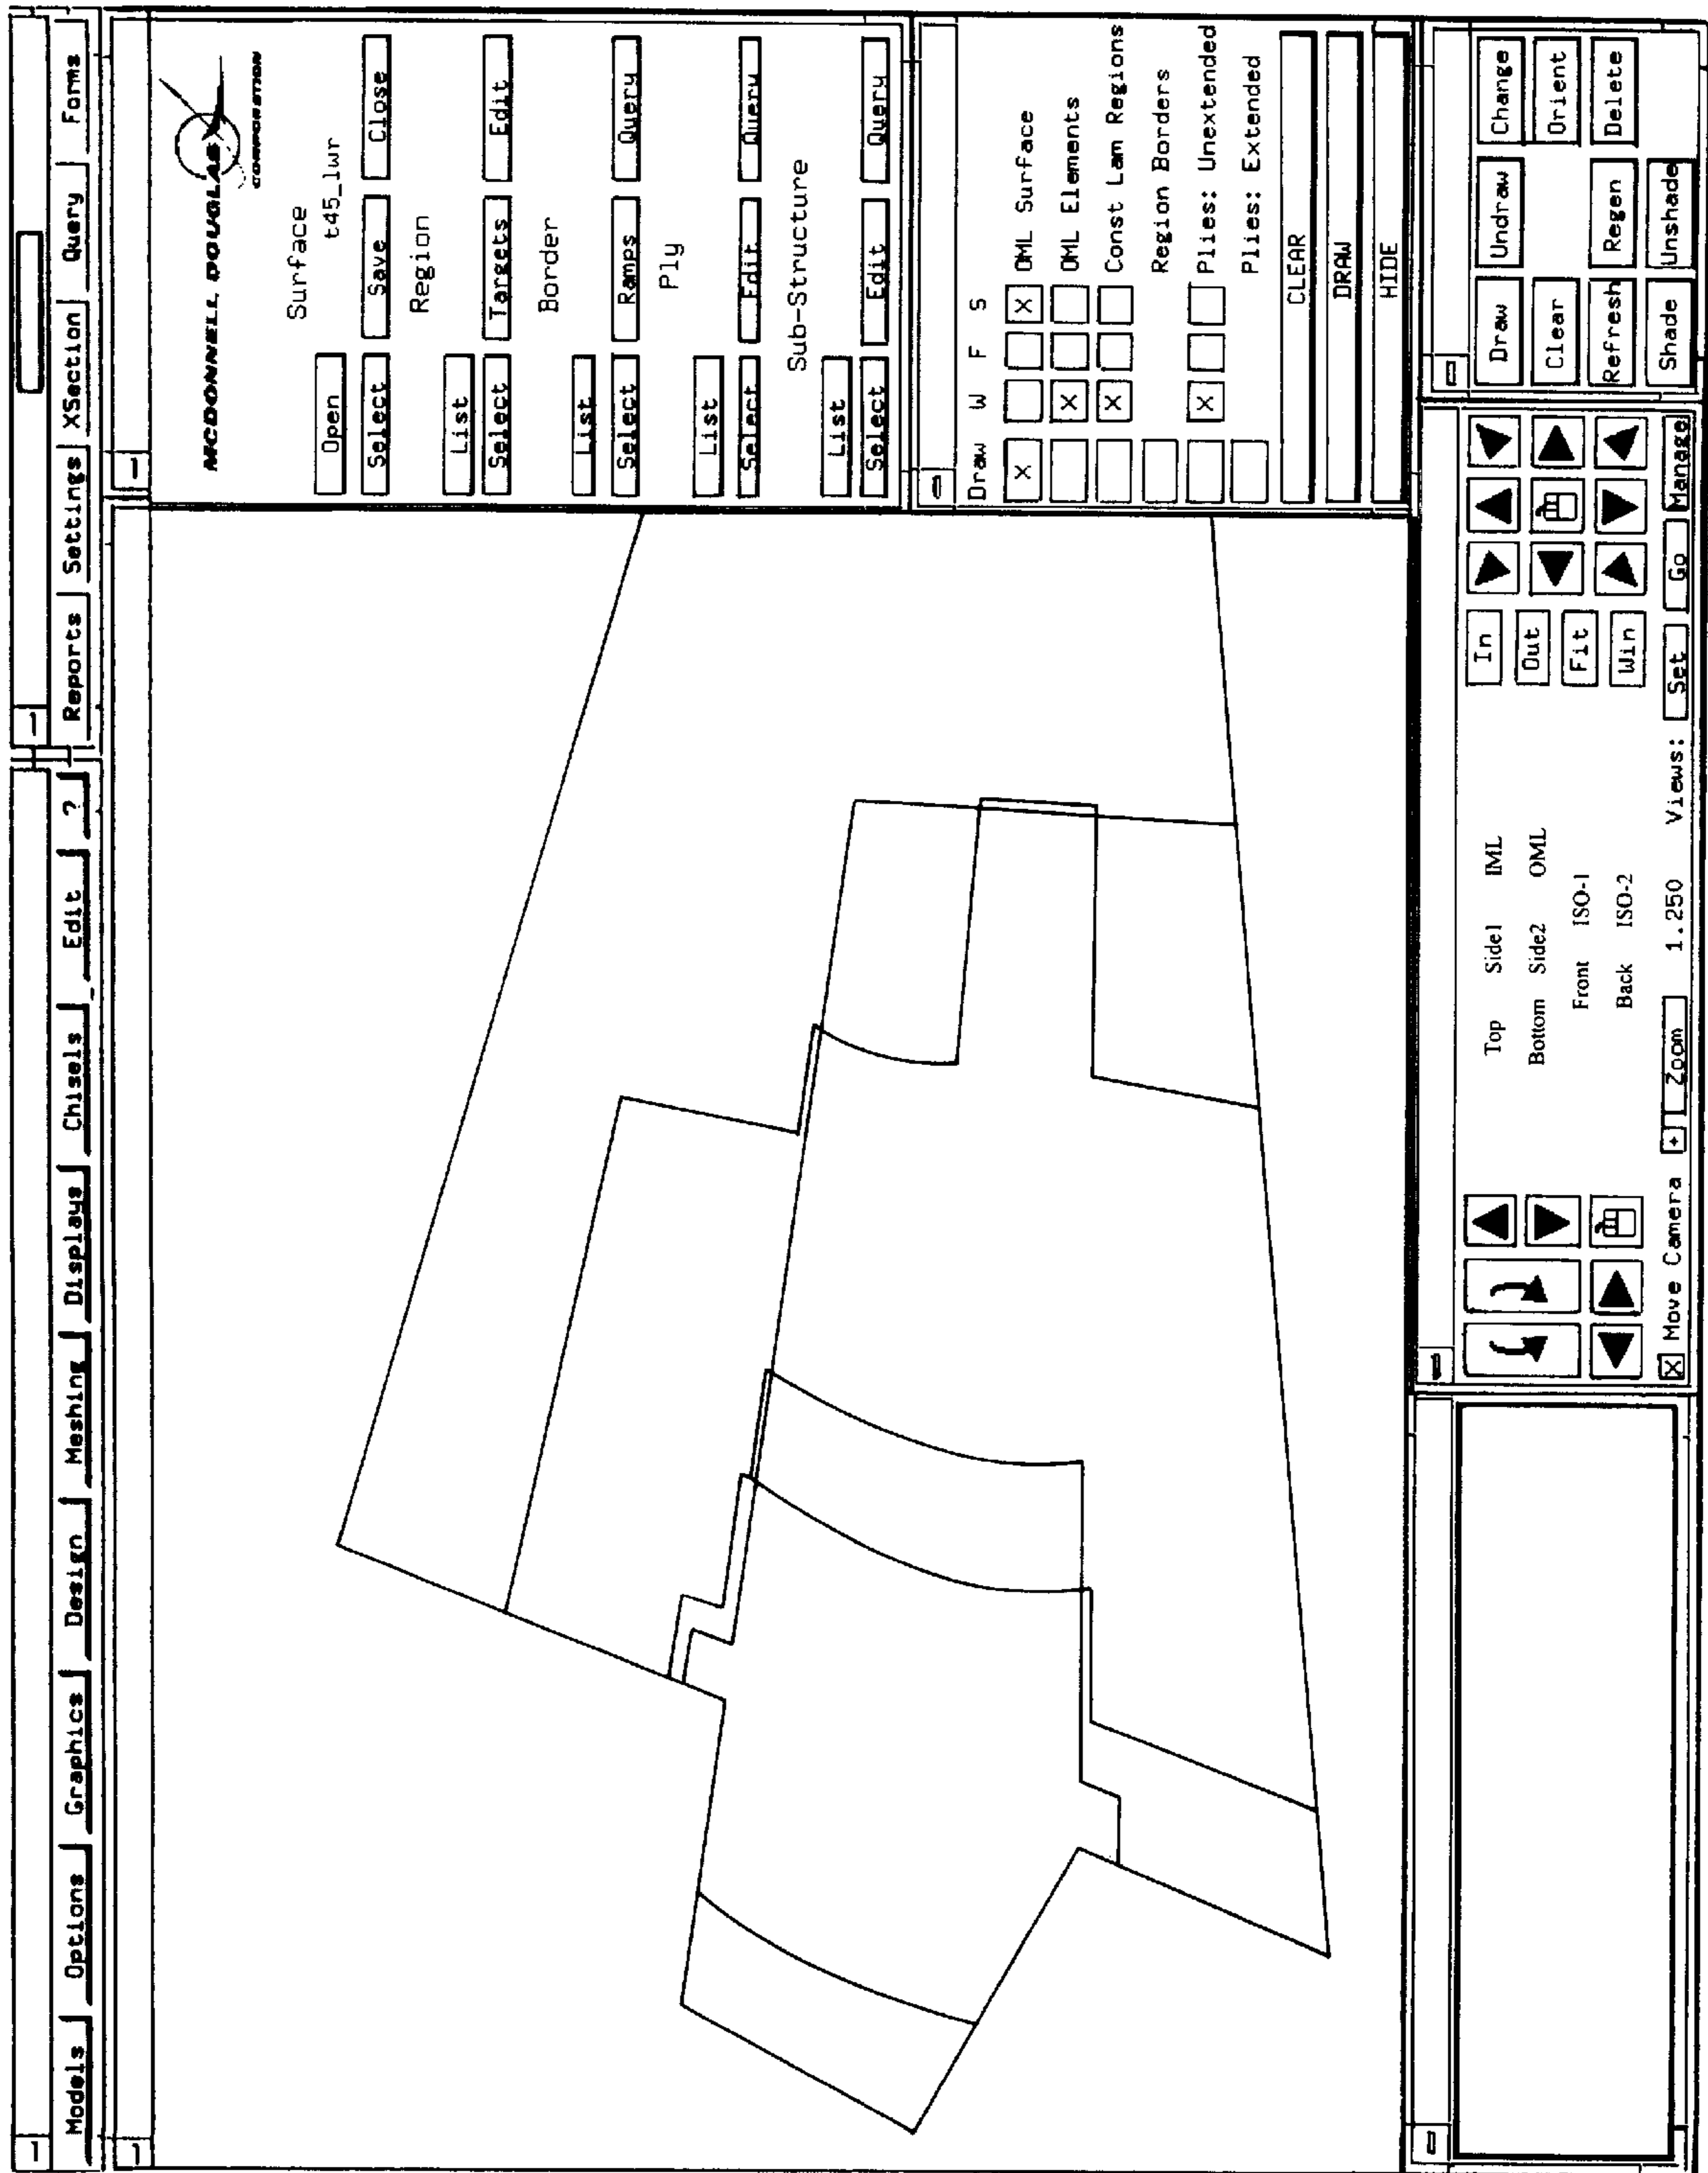 Models Options Graphics Design Meshing Displays Chisels Edit ?
Reports Settings XSection Query Forms
MCDONNELL DOUGLAS
CORPORATION
Surface
Open t45_lwr
Select Save Close
Region
List
Select Targets Edit
Border
List
Select Ramps Query
Ply
List
Select Edit Query
Sub-Structure
List
Select Edit Query
Draw W F S
X X OML Surface
X OML Elements
X Const Lam Regions
Region Borders
X Plies: Unextended
Plies: Extended
CLEAR
DRAW
HIDE
Top Side1 IML In
Bottom Side2 OML Out
Front ISO-1 Fit
Back ISO-2 Win
X Move Camera + Zoom 1.250 Views: Set Go Manage
Draw Undraw Change
Clear Orient
Refresh Regen Delete
Shade Unshade